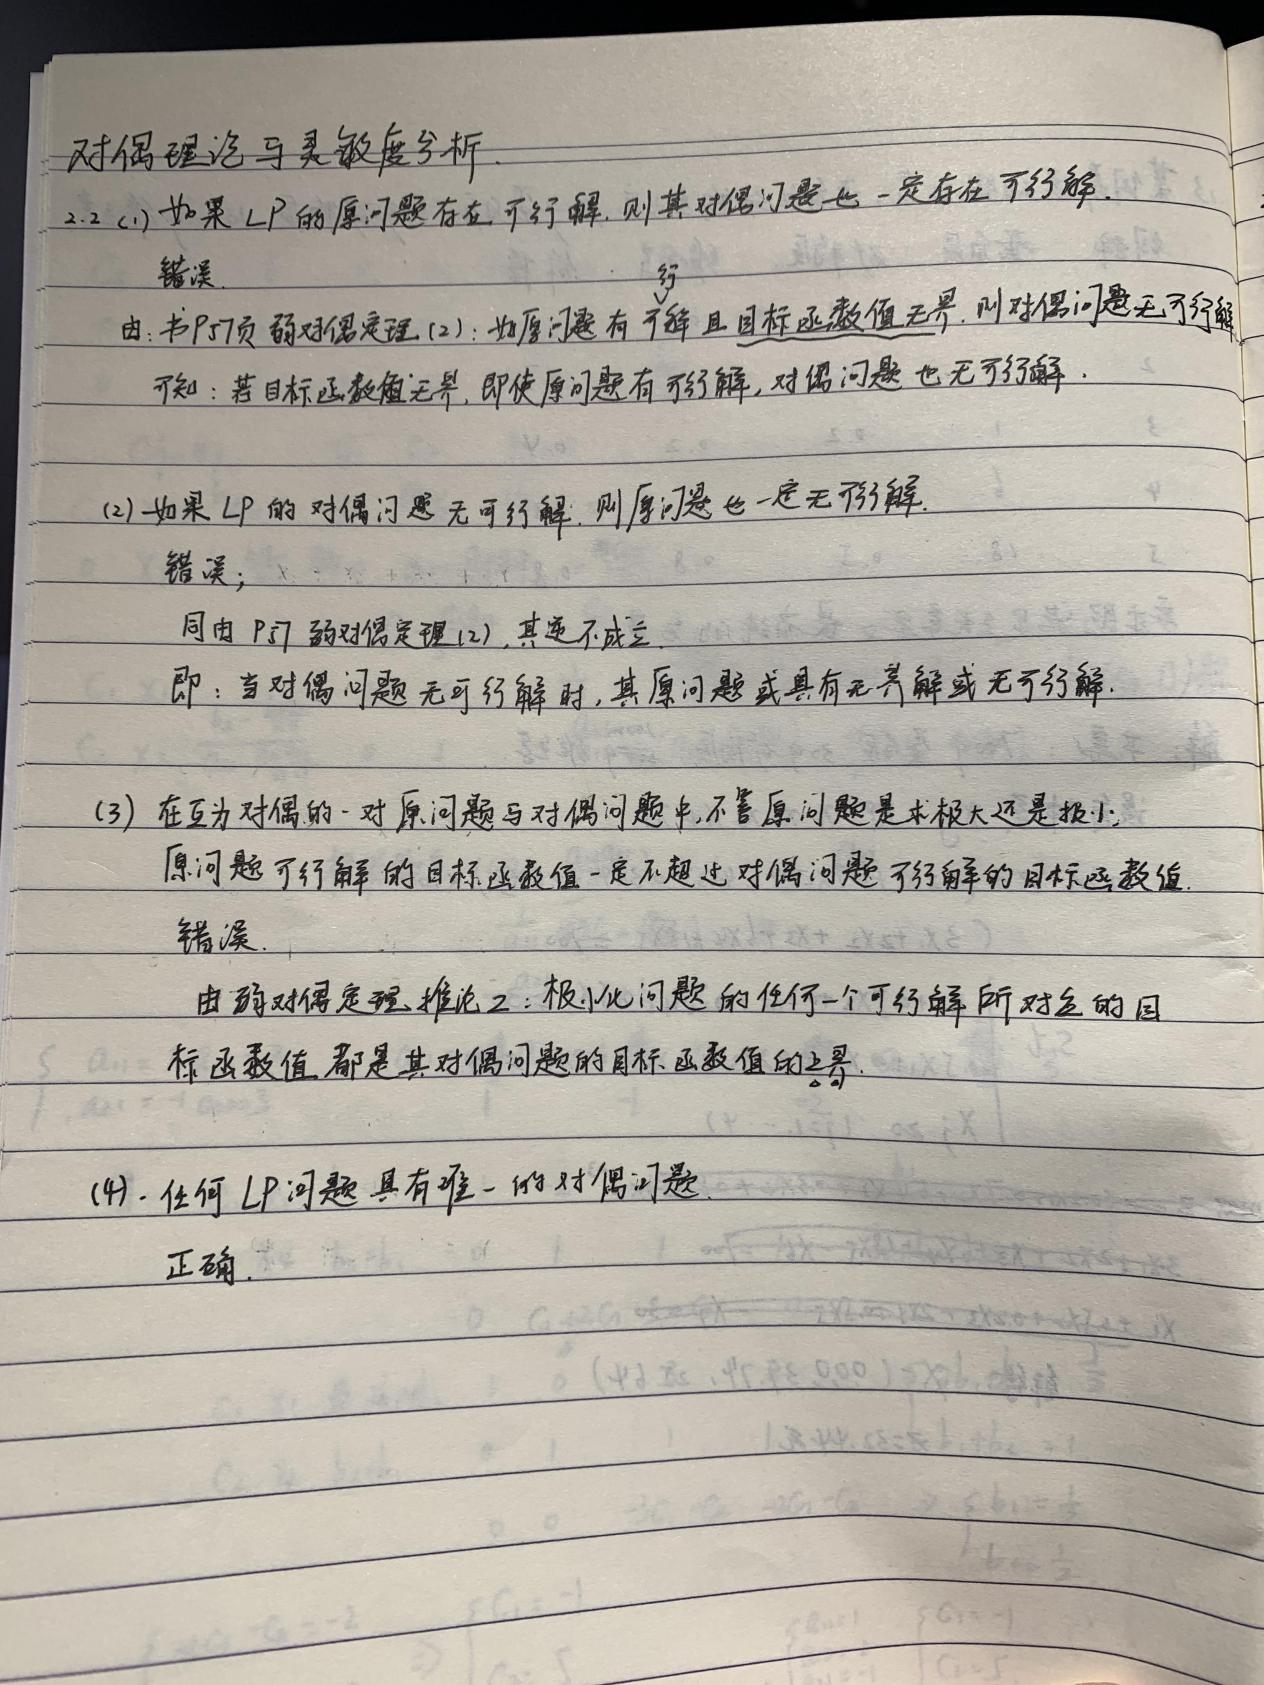 对偶理论与灵敏度分析.
2.2 (1) 如果 LP 的原问题存在可行解, 则其对偶问题也一定存在可行解.
错误.
由: 书P57页 弱对偶定理(2): 如原问题有可行解且目标函数值无界, 则对偶问题无可行解
可知: 若目标函数值无界, 即使原问题有可行解, 对偶问题也无可行解.
(2) 如果 LP 的对偶问题无可行解, 则原问题也一定无可行解.
错误;
同由 P57 弱对偶定理(2), 其逆不成立.
即: 当对偶问题无可行解时, 其原问题或具有无界解或无可行解.
(3) 在互为对偶的一对原问题与对偶问题中, 不管原问题是求极大还是极小,
原问题可行解的目标函数值一定不超过对偶问题可行解的目标函数值.
错误.
由弱对偶定理、推论2: 极小化问题的任何一个可行解所对应的目
标函数值都是其对偶问题的目标函数值的上界.
(4). 任何LP问题具有唯一的对偶问题.
正确.